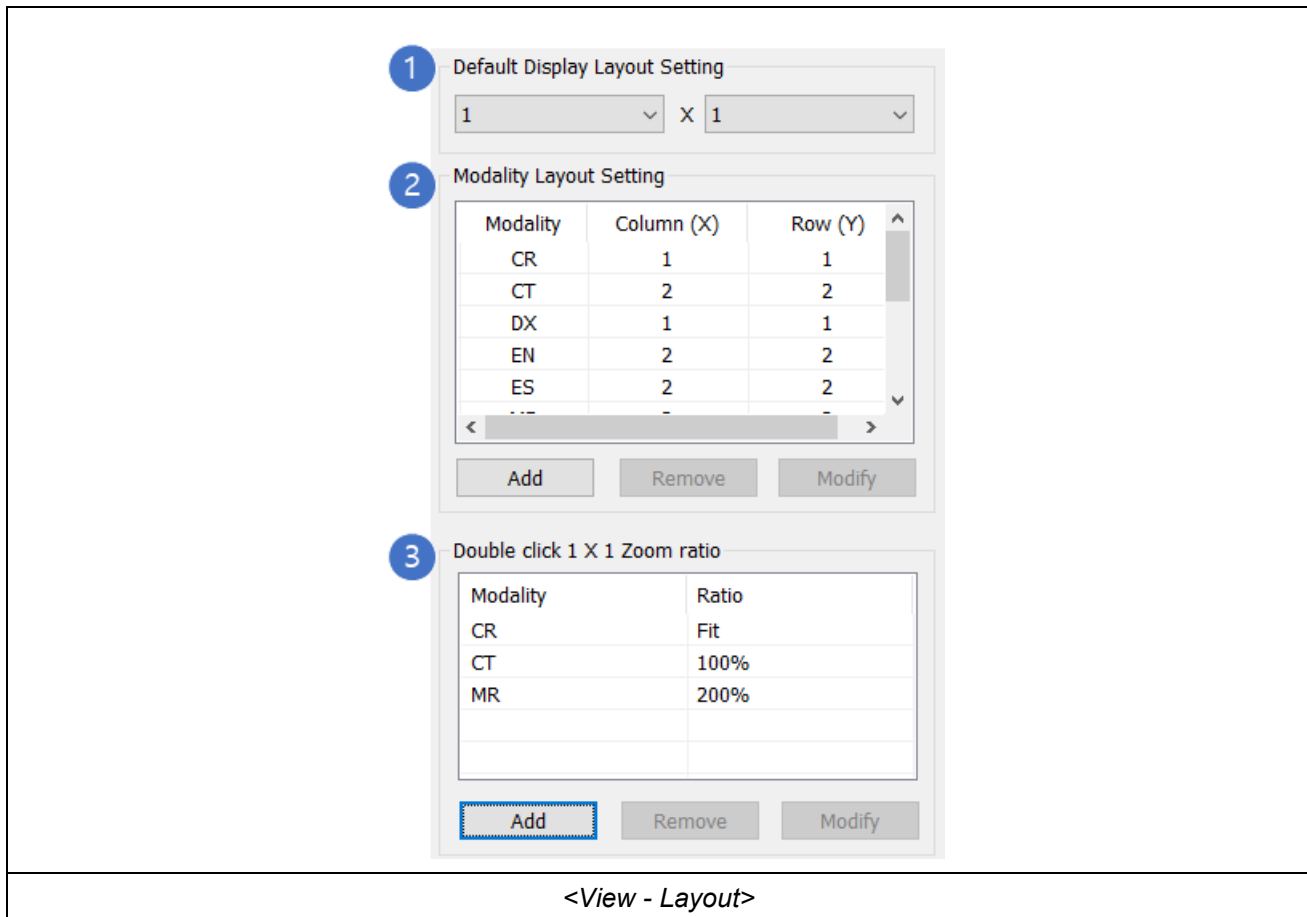 1 Default Display Layout Setting
1 X 1
2 Modality Layout Setting
Modality Column (X) Row (Y)
CR 1 1
CT 2 2
DX 1 1
EN 2 2
ES 2 2
Add Remove Modify
3 Double click 1 X 1 Zoom ratio
Modality Ratio
CR Fit
CT 100%
MR 200%
Add Remove Modify
<View - Layout>